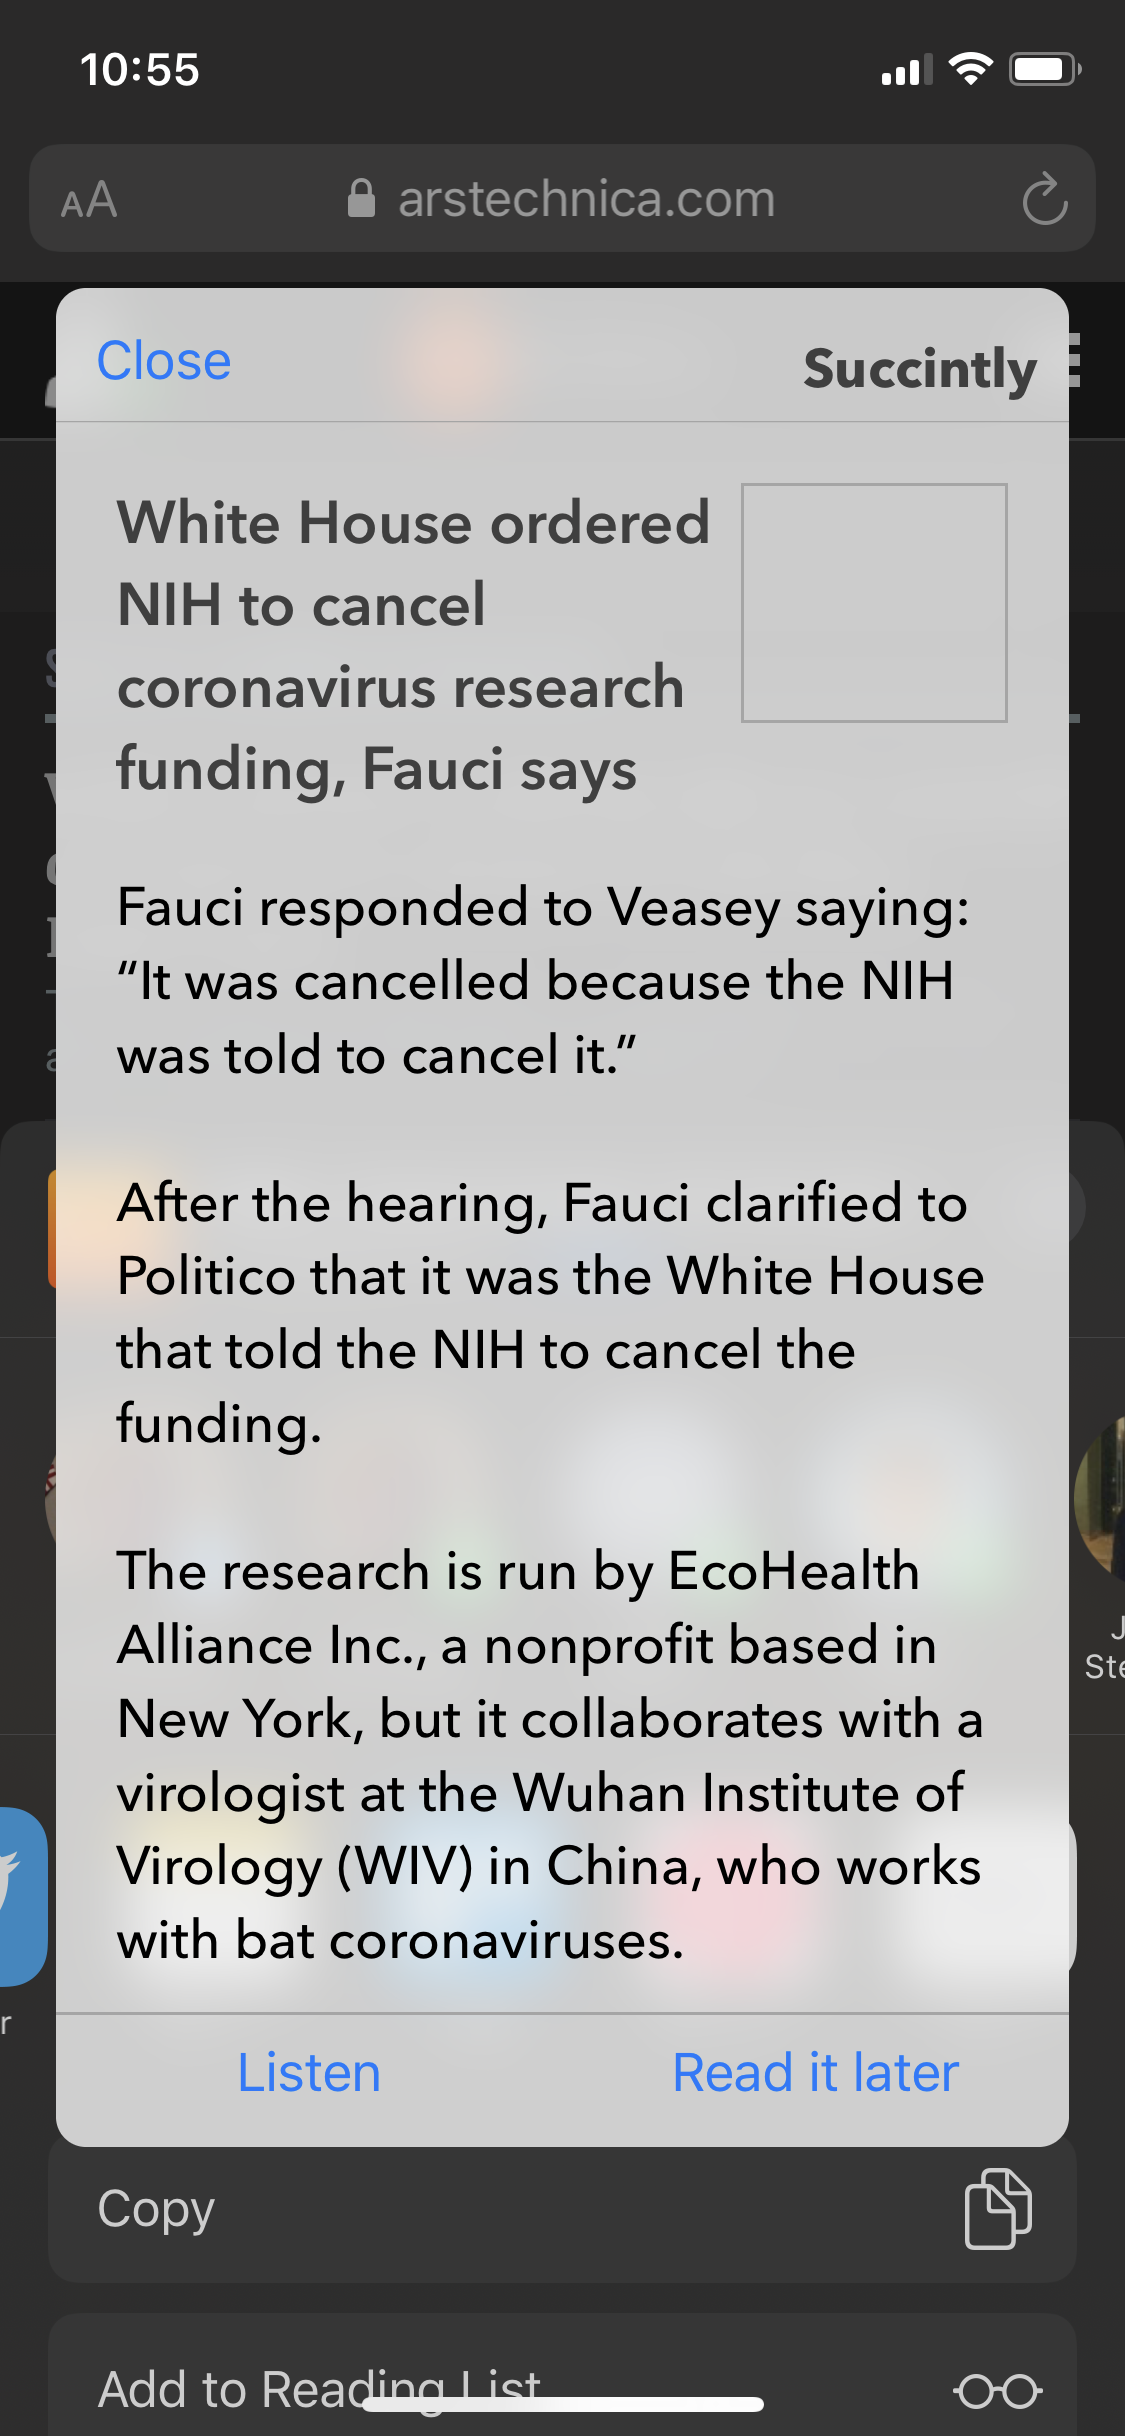 10:55
AA arstechnica.com
Close Succintly
White House ordered
NIH to cancel
coronavirus research
funding, Fauci says
Fauci responded to Veasey saying:
“It was cancelled because the NIH
was told to cancel it.”
After the hearing, Fauci clarified to
Politico that it was the White House
that told the NIH to cancel the
funding.
The research is run by EcoHealth
Alliance Inc., a nonprofit based in
New York, but it collaborates with a
virologist at the Wuhan Institute of
Virology (WIV) in China, who works
with bat coronaviruses.
Listen Read it later
Copy
Add to Reading List